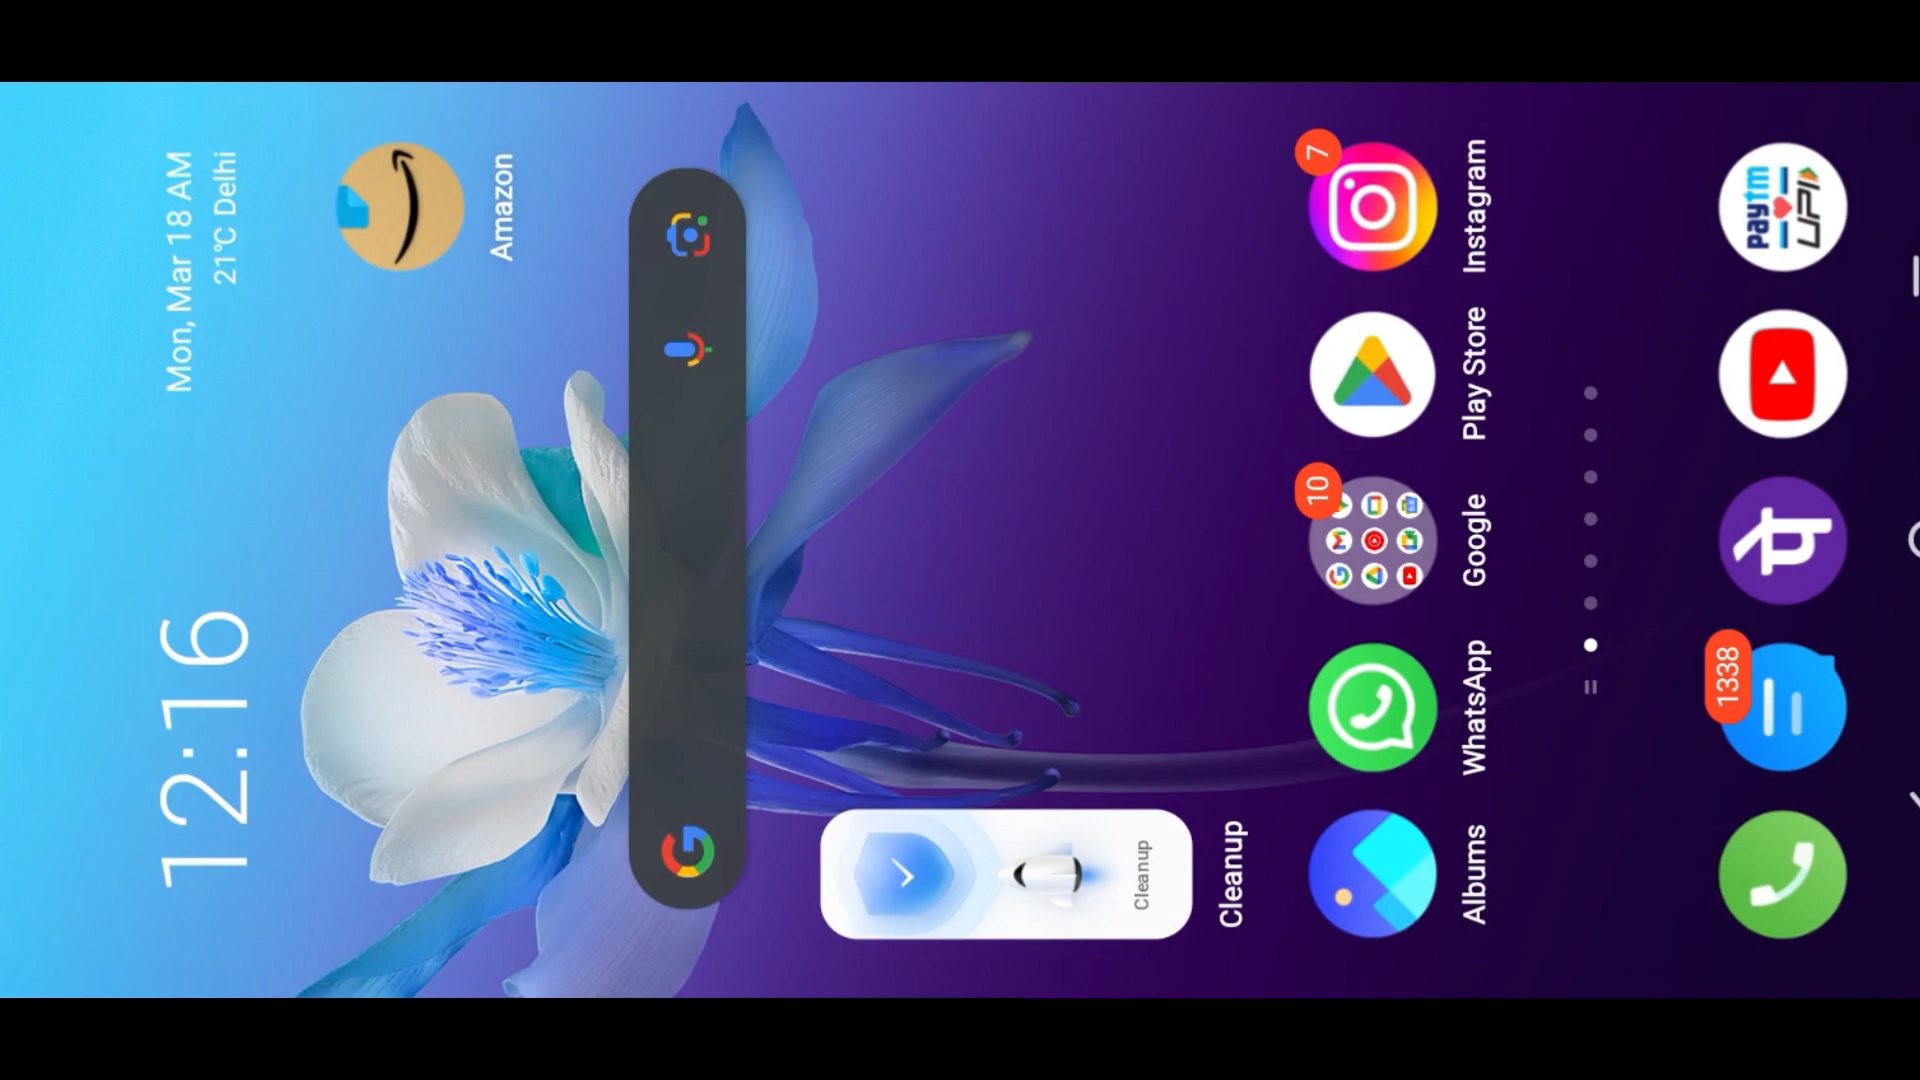 12:16
Mon, Mar 18 AM
21°C Delhi
Amazon
Cleanup
Cleanup
7
10
Albums
WhatsApp
Google
Play Store
Instagram
1338
पे
paytm
UPI